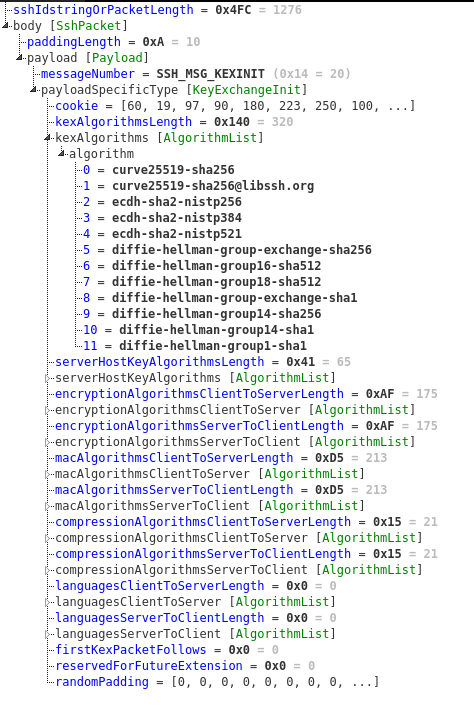 sshIdstringOrPacketLength = 0x4FC = 1276
body [SshPacket]
paddingLength = 0xA = 10
payload [Payload]
messageNumber = SSH_MSG_KEXINIT (0x14 = 20)
payloadSpecificType [KeyExchangeInit]
cookie = [60, 19, 97, 90, 180, 223, 250, 100, ...]
kexAlgorithmsLength = 0x140 = 320
kexAlgorithms [AlgorithmList]
algorithm
0 = curve25519-sha256
1 = curve25519-sha256@libssh.org
2 = ecdh-sha2-nistp256
3 = ecdh-sha2-nistp384
4 = ecdh-sha2-nistp521
5 = diffie-hellman-group-exchange-sha256
6 = diffie-hellman-group16-sha512
7 = diffie-hellman-group18-sha512
8 = diffie-hellman-group-exchange-sha1
9 = diffie-hellman-group14-sha256
10 = diffie-hellman-group14-sha1
11 = diffie-hellman-group1-sha1
serverHostKeyAlgorithmsLength = 0x41 = 65
serverHostKeyAlgorithms [AlgorithmList]
encryptionAlgorithmsClientToServerLength = 0xAF = 175
encryptionAlgorithmsClientToServer [AlgorithmList]
encryptionAlgorithmsServerToClientLength = 0xAF = 175
encryptionAlgorithmsServerToClient [AlgorithmList]
macAlgorithmsClientToServerLength = 0xD5 = 213
macAlgorithmsClientToServer [AlgorithmList]
macAlgorithmsServerToClientLength = 0xD5 = 213
macAlgorithmsServerToClient [AlgorithmList]
compressionAlgorithmsClientToServerLength = 0x15 = 21
compressionAlgorithmsClientToServer [AlgorithmList]
compressionAlgorithmsServerToClientLength = 0x15 = 21
compressionAlgorithmsServerToClient [AlgorithmList]
languagesClientToServerLength = 0x0 = 0
languagesClientToServer [AlgorithmList]
languagesServerToClientLength = 0x0 = 0
languagesServerToClient [AlgorithmList]
firstKexPacketFollows = 0x0 = 0
reservedForFutureExtension = 0x0 = 0
randomPadding = [0, 0, 0, 0, 0, 0, 0, 0, ...]